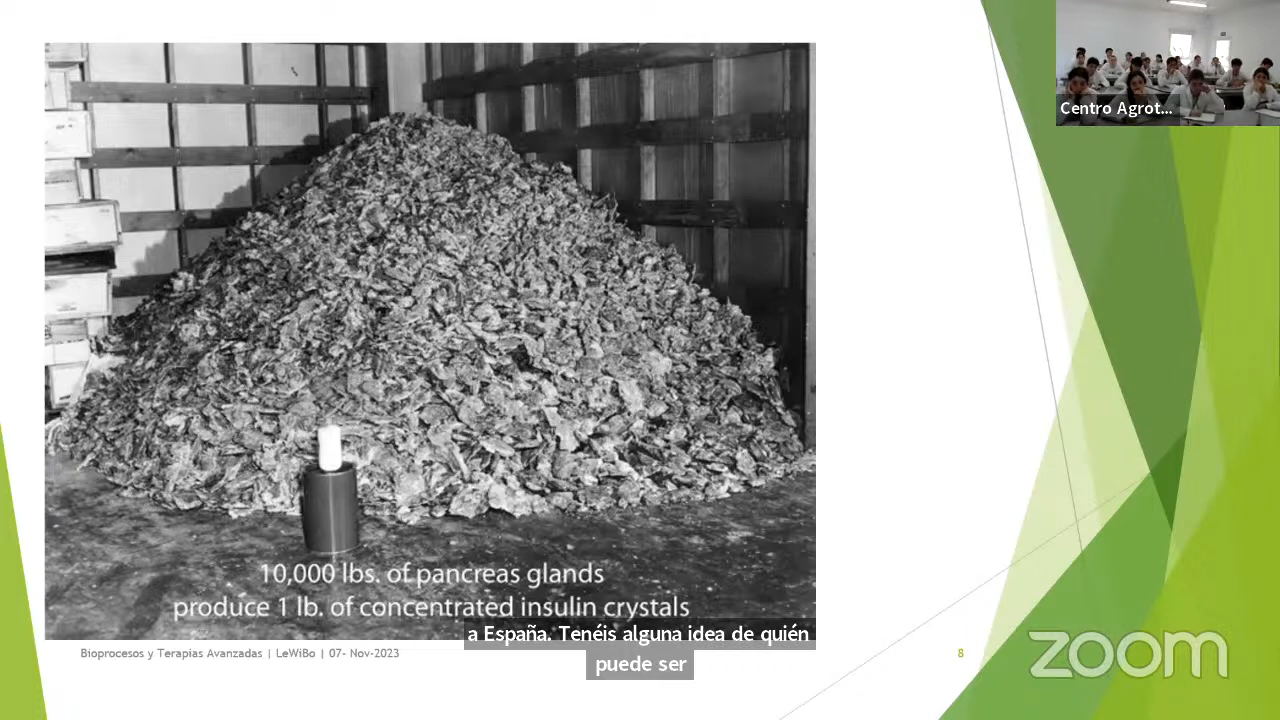 Centro Agrot...
10,000 lbs. of pancreas glands
produce 1 lb. of concentrated insulin crystals
a España. Tenéis alguna idea de quién
puede ser
Bioprocesos y Terapias Avanzadas | LeWiBo | 07- Nov-2023
8
zoom